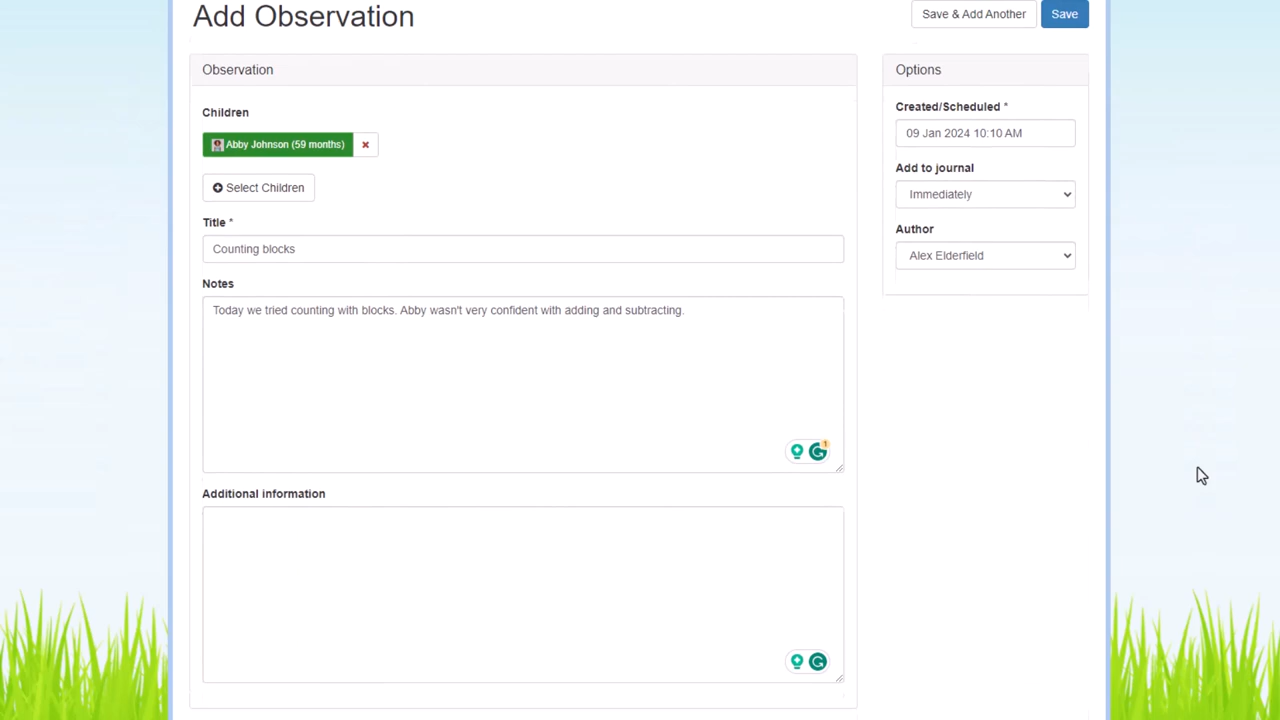 Add Observation
Save & Add Another
Save
Observation
Options
Children
Created/Scheduled *
Abby Johnson (59 months)
09 Jan 2024 10:10 AM
Add to journal
Select Children
Immediately
Title *
Author
Counting blocks
Alex Elderfield
Notes
Today we tried counting with blocks. Abby wasn't very confident with adding and subtracting.
1
Additional information